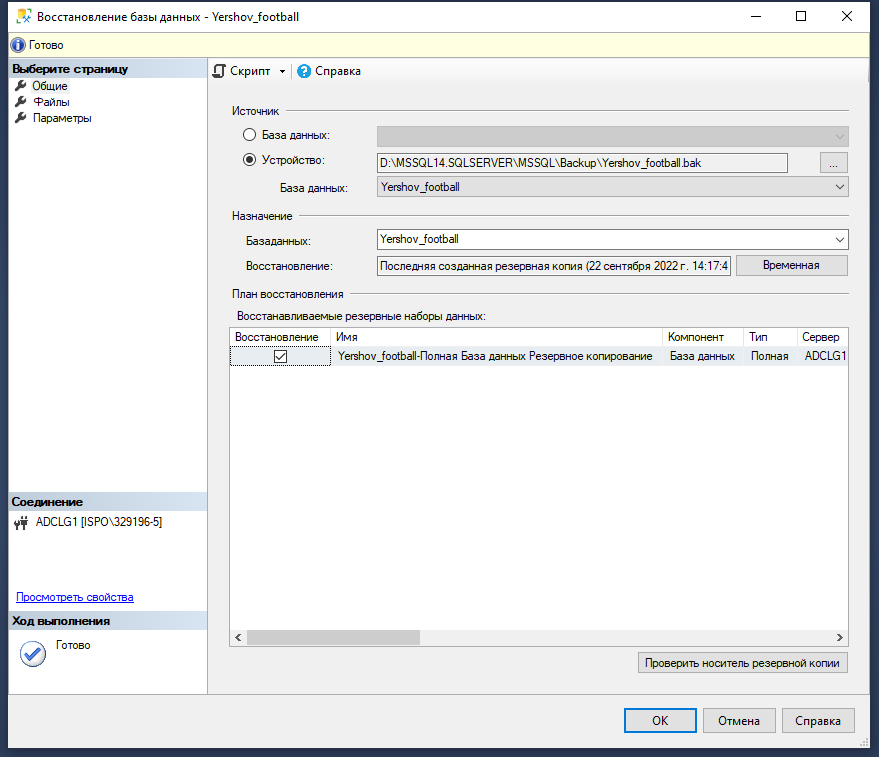 Восстановление базы данных - Yershov_football
Готово
Выберите страницу
Общие
Файлы
Параметры
Скрипт
Справка
Источник
База данных:
Устройство:
D:\MSSQL14.SQLSERVER\MSSQL\Backup\Yershov_football.bak
...
База данных:
Yershov_football
Назначение
Базаданных:
Yershov_football
Восстановление:
Последняя созданная резервная копия (22 сентября 2022 г. 14:17:4
Временная
План восстановления
Восстанавливаемые резервные наборы данных:
Восстановление Имя Компонент Тип Сервер
Yershov_football-Полная База данных Резервное копирование База данных Полная ADCLG1
Соединение
ADCLG1 [ISPO\329196-5]
Просмотреть свойства
Ход выполнения
Готово
Проверить носитель резервной копии
OK
Отмена
Справка